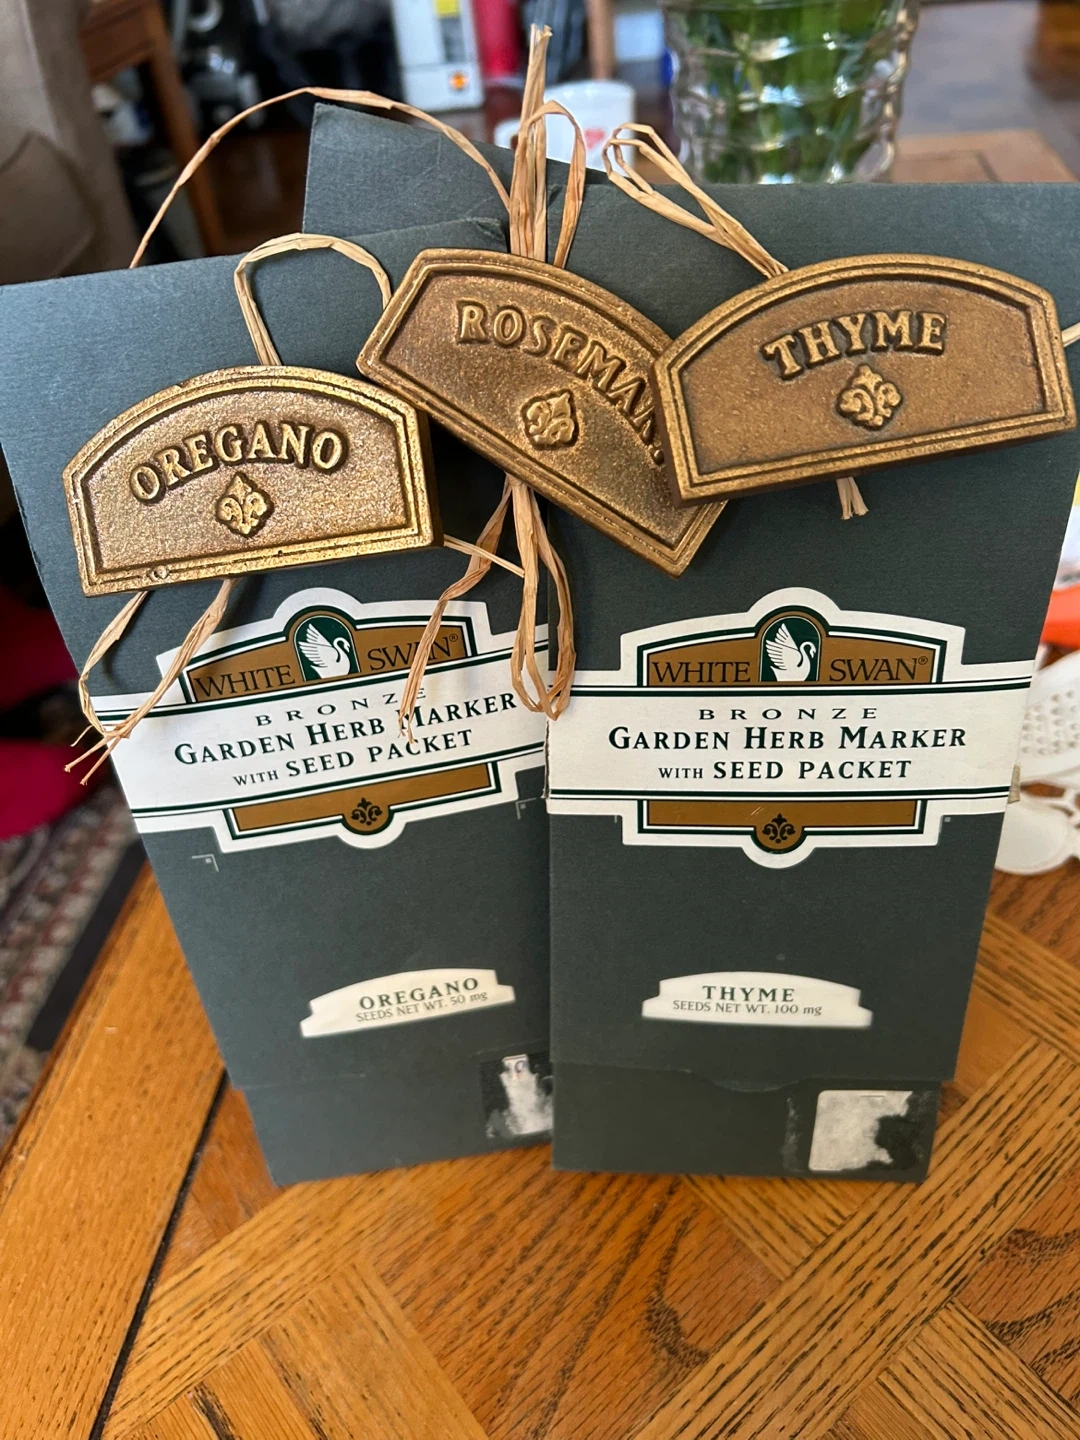 OREGANO
ROSEMAR
THYME
WHITE SWAN®
BRONZE
GARDEN HERB MARKER
WITH SEED PACKET
OREGANO
SEEDS NET WT. 50 mg
WHITE SWAN®
BRONZE
GARDEN HERB MARKER
WITH SEED PACKET
THYME
SEEDS NET WT. 100 mg